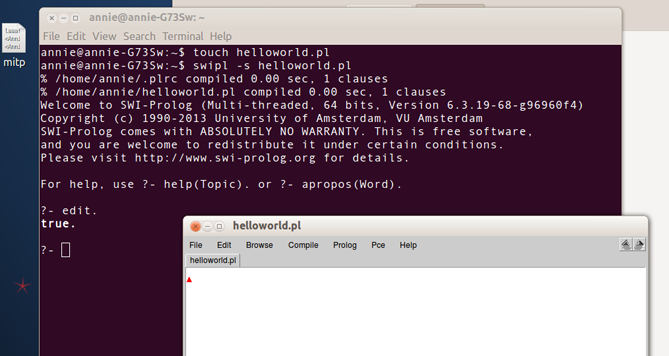 annie@annie-G73Sw: ~
File Edit View Search Terminal Help
mitp
annie@annie-G73Sw:~$ touch helloworld.pl
annie@annie-G73Sw:~$ swipl -s helloworld.pl
% /home/annie/.plrc compiled 0.00 sec, 1 clauses
% /home/annie/helloworld.pl compiled 0.00 sec, 1 clauses
Welcome to SWI-Prolog (Multi-threaded, 64 bits, Version 6.3.19-68-g96960f4)
Copyright (c) 1990-2013 University of Amsterdam, VU Amsterdam
SWI-Prolog comes with ABSOLUTELY NO WARRANTY. This is free software,
and you are welcome to redistribute it under certain conditions.
Please visit http://www.swi-prolog.org for details.
For help, use ?- help(Topic). or ?- apropos(Word).
?- edit.
true.
?-
helloworld.pl
File Edit Browse Compile Prolog Pce Help
helloworld.pl